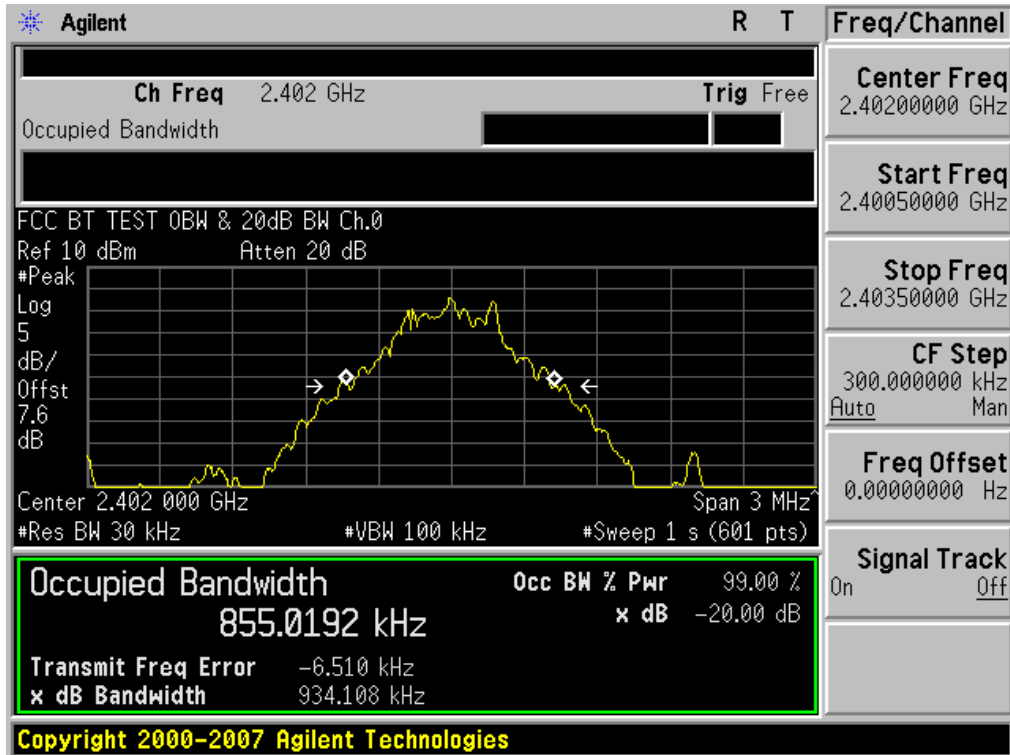 Agilent R T
Ch Freq 2.402 GHz Trig Free
Occupied Bandwidth
FCC BT TEST OBW & 20dB BW Ch.0
Ref 10 dBm Atten 20 dB
#Peak
Log
5
dB/
Offst
7.6
dB
Center 2.402 000 GHz Span 3 MHz^
#Res BW 30 kHz #VBW 100 kHz #Sweep 1 s (601 pts)
Occupied Bandwidth Occ BW % Pwr 99.00 %
855.0192 kHz x dB -20.00 dB
Transmit Freq Error -6.510 kHz
x dB Bandwidth 934.108 kHz
Copyright 2000-2007 Agilent Technologies
Freq/Channel
Center Freq
2.40200000 GHz
Start Freq
2.40050000 GHz
Stop Freq
2.40350000 GHz
CF Step
300.000000 kHz
Auto Man
Freq Offset
0.00000000 Hz
Signal Track
On Off